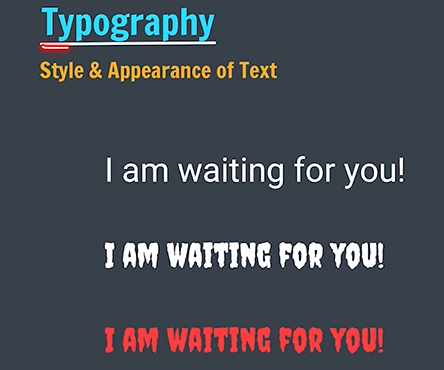 Typography
Style & Appearance of Text
I am waiting for you!
I AM WAITING FOR YOU!
I AM WAITING FOR YOU!